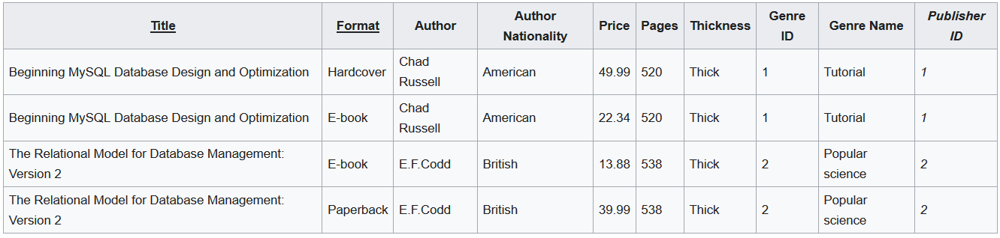 Title Format Author Author Nationality Price Pages Thickness Genre ID Genre Name Publisher ID
Beginning MySQL Database Design and Optimization Hardcover Chad Russell American 49.99 520 Thick 1 Tutorial 1
Beginning MySQL Database Design and Optimization E-book Chad Russell American 22.34 520 Thick 1 Tutorial 1
The Relational Model for Database Management: Version 2 E-book E.F.Codd British 13.88 538 Thick 2 Popular science 2
The Relational Model for Database Management: Version 2 Paperback E.F.Codd British 39.99 538 Thick 2 Popular science 2